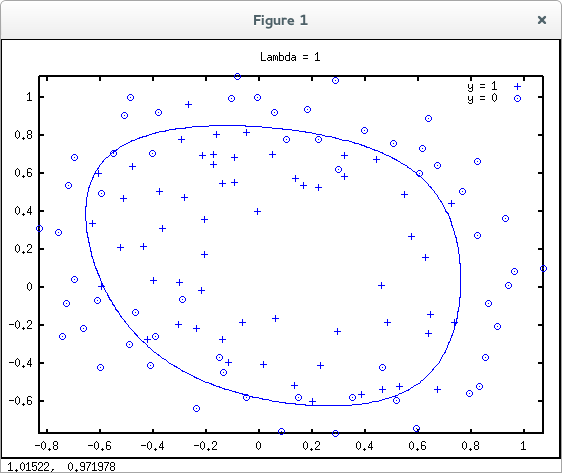 Figure 1
×
Lambda = 1
y = 1
y = 0
1
0.8
0.6
0.4
0.2
0
-0.2
-0.4
-0.6
-0.8 -0.6 -0.4 -0.2 0 0.2 0.4 0.6 0.8 1
1.01522, 0.971978